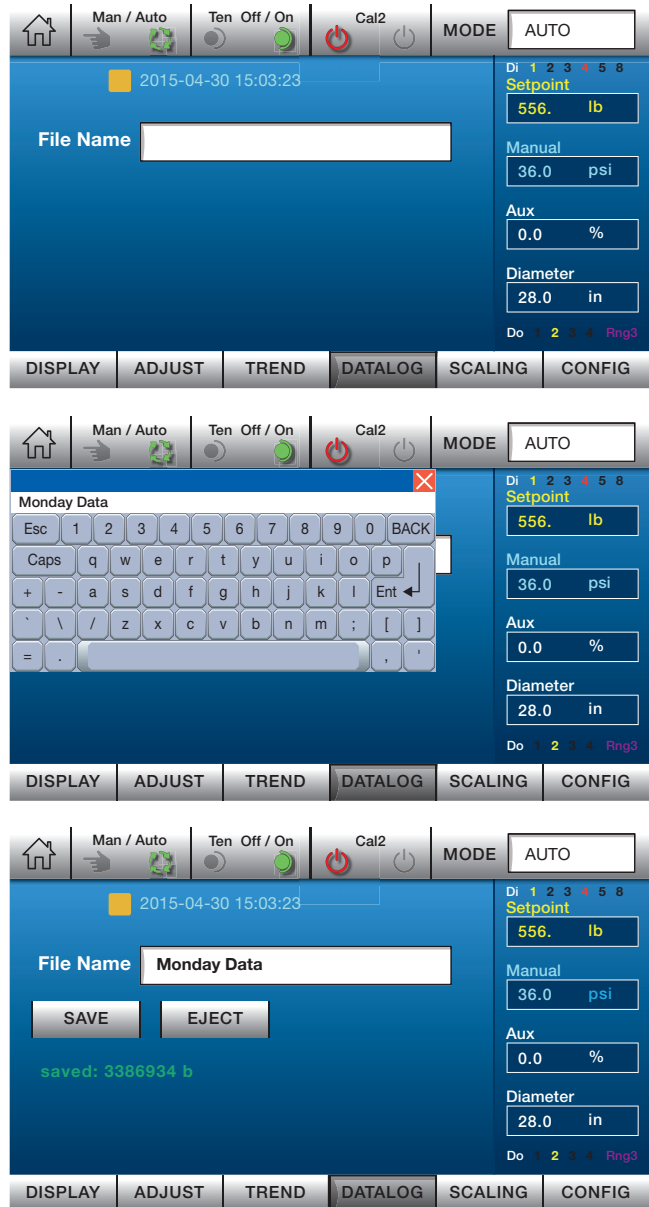 Man / Auto Ten Off / On Cal2 MODE AUTO
2015-04-30 15:03:23
File Name
Di 1 2 3 4 5 8
Setpoint
556. lb
Manual
36.0 psi
Aux
0.0 %
Diameter
28.0 in
Do 1 2 3 4 Rng3
DISPLAY ADJUST TREND DATALOG SCALING CONFIG
Man / Auto Ten Off / On Cal2 MODE AUTO
Monday Data
Esc 1 2 3 4 5 6 7 8 9 0 BACK
Caps q w e r t y u i o p
+ - a s d f g h j k l Ent
` \ / z x c v b n m ; [ ]
= . , '
Di 1 2 3 4 5 8
Setpoint
556. lb
Manual
36.0 psi
Aux
0.0 %
Diameter
28.0 in
Do 1 2 3 4 Rng3
DISPLAY ADJUST TREND DATALOG SCALING CONFIG
Man / Auto Ten Off / On Cal2 MODE AUTO
2015-04-30 15:03:23
File Name Monday Data
SAVE EJECT
saved: 3386934 b
Di 1 2 3 4 5 8
Setpoint
556. lb
Manual
36.0 psi
Aux
0.0 %
Diameter
28.0 in
Do 1 2 3 4 Rng3
DISPLAY ADJUST TREND DATALOG SCALING CONFIG